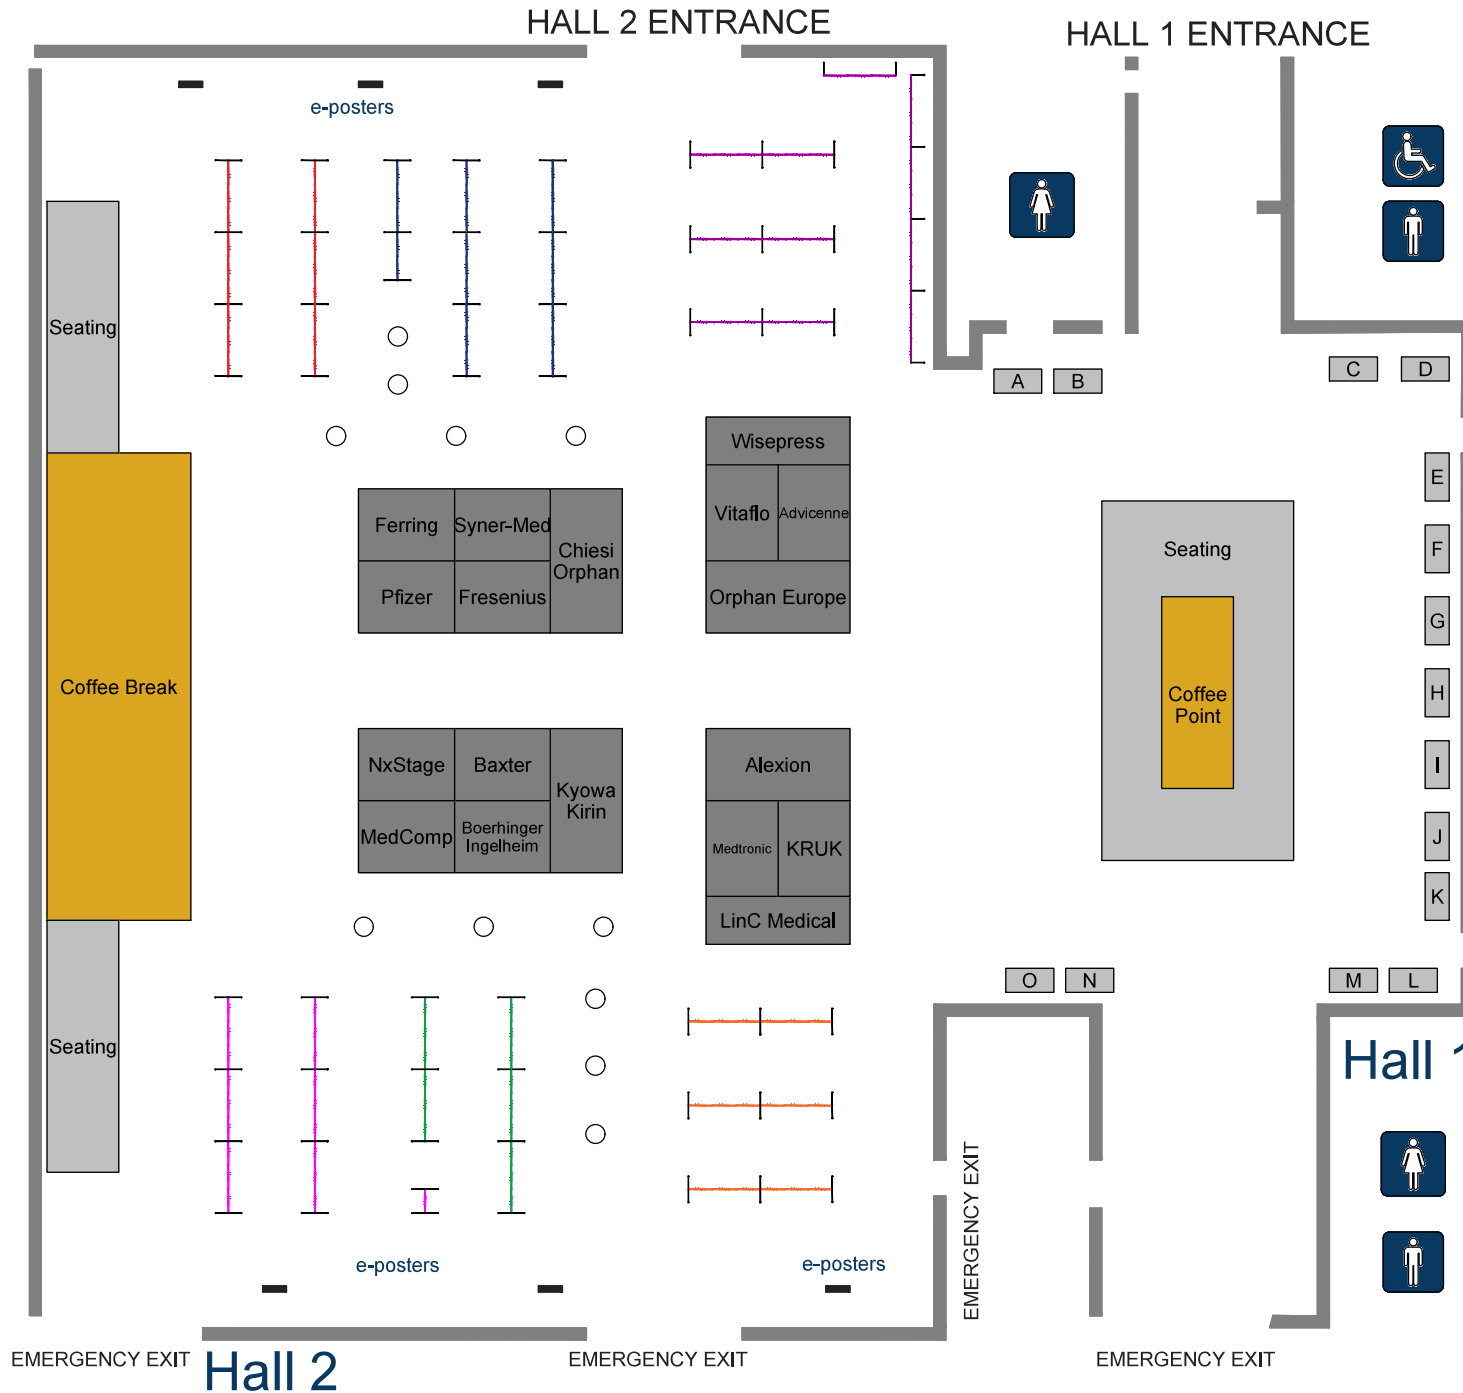 HALL 2 ENTRANCE
HALL 1 ENTRANCE
e-posters
Seating
C
D
A
B
Wisepress
Ferring
Syner-Med
Chiesi
Orphan
Pfizer
Fresenius
Vitaflo
Advicenne
Orphan Europe
Seating
Coffee
Point
E
F
G
H
I
J
K
Coffee Break
NxStage
Baxter
Kyowa
Kirin
MedComp
Boerhinger
Ingelheim
Alexion
Medtronic
KRUK
LinC Medical
O
N
M
L
Seating
Hall 1
EMERGENCY EXIT
e-posters
e-posters
EMERGENCY EXIT
Hall 2
EMERGENCY EXIT
EMERGENCY EXIT